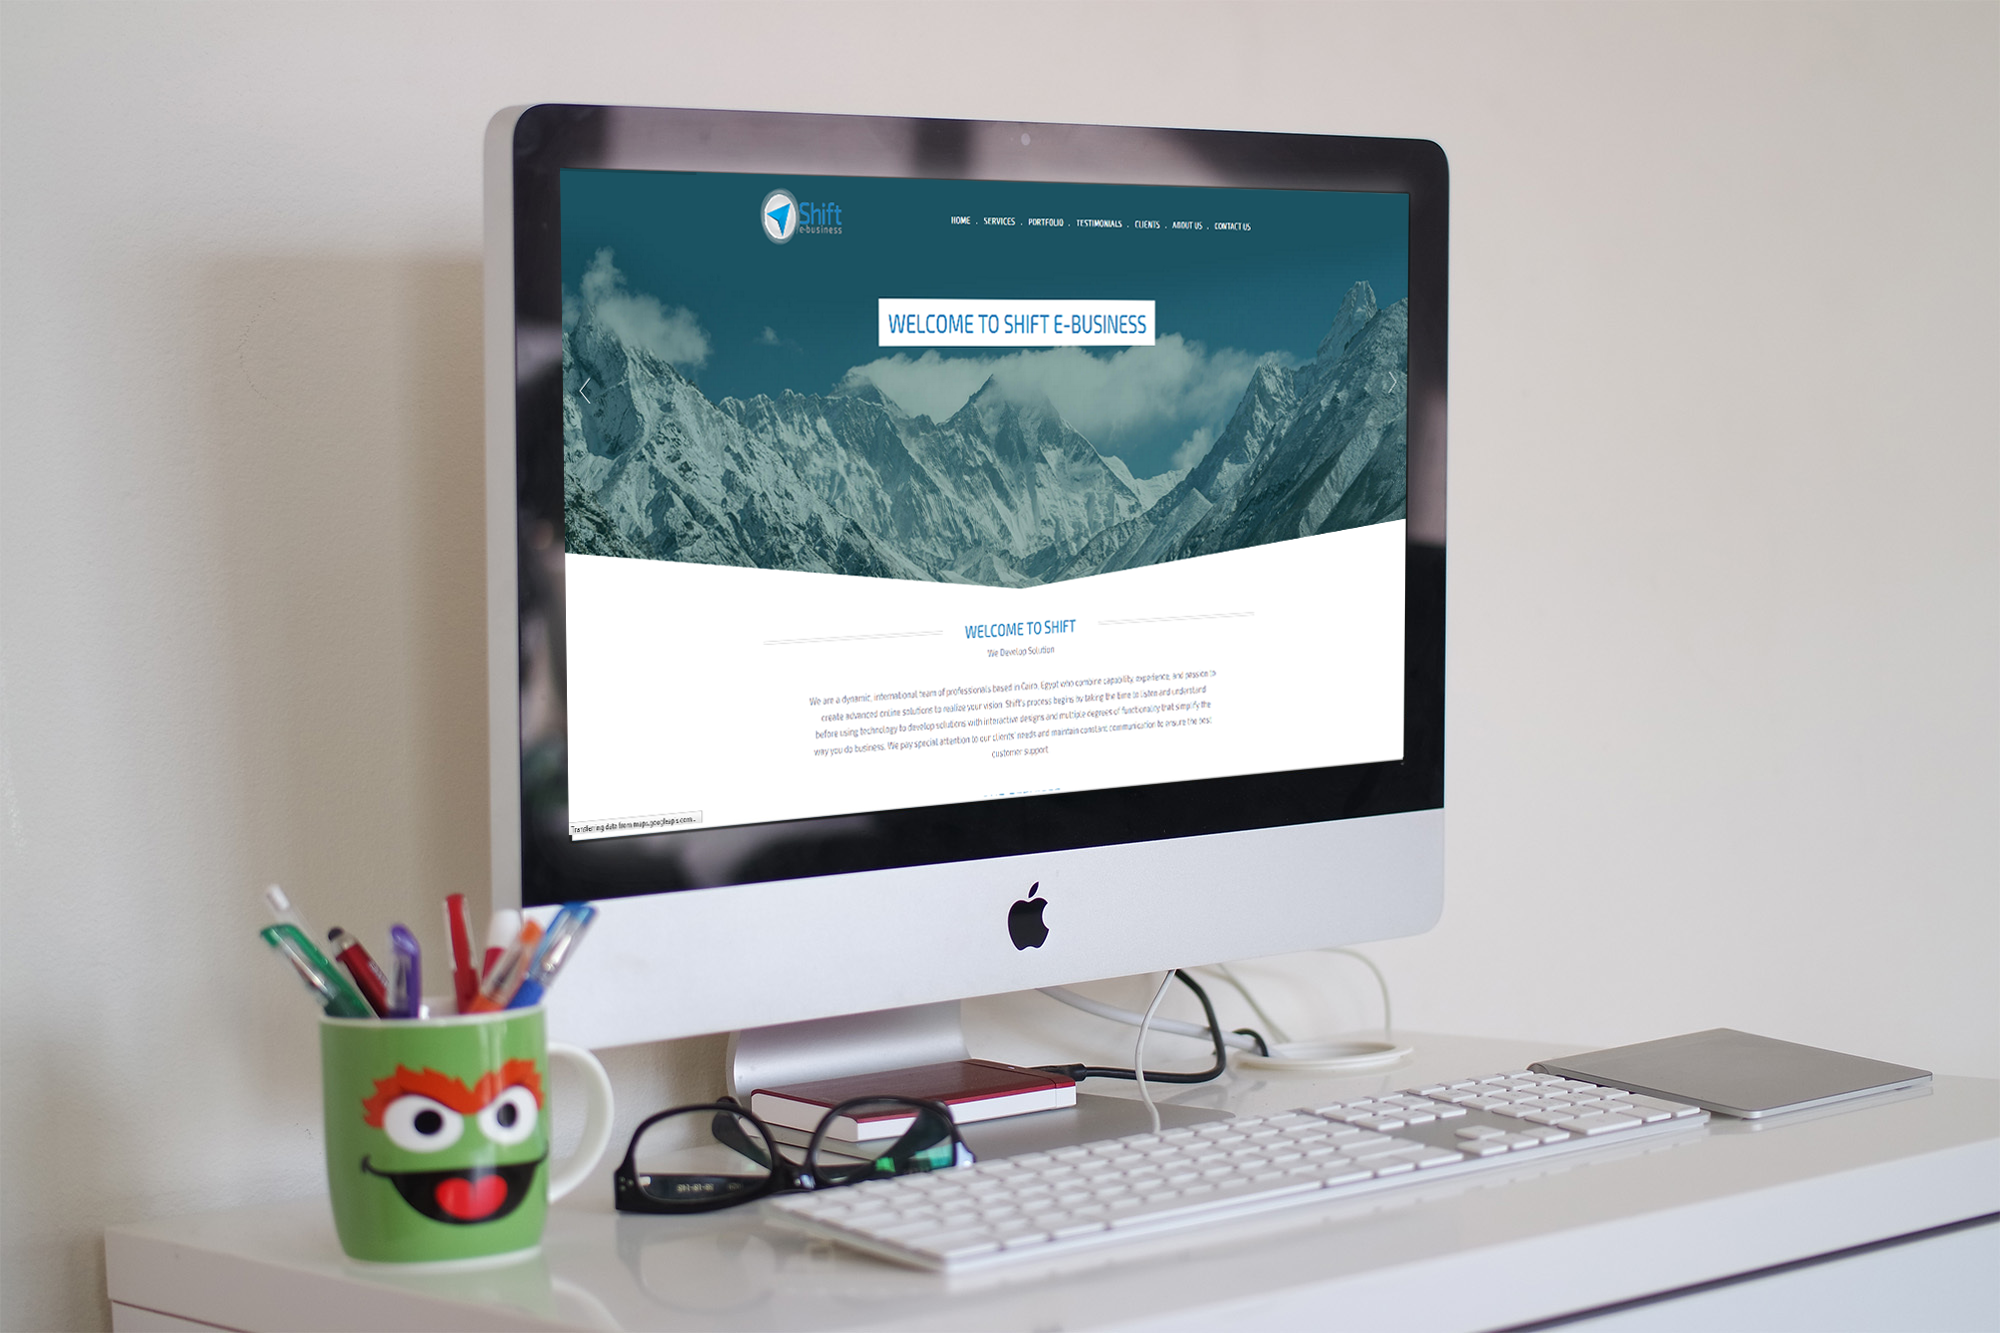 Shift
e-business
HOME . SERVICES . PORTFOLIO . TESTIMONIALS . CLIENTS . ABOUT US . CONTACT US
WELCOME TO SHIFT E-BUSINESS
WELCOME TO SHIFT
We Develop Solution
We are a dynamic, international team of professionals based in Cairo, Egypt who combine capability, experience, and passion to
create advanced online solutions to realize your vision. Shift's process begins by taking the time to listen and understand
before using technology to develop solutions with interactive designs and multiple degrees of functionality that simplify the
way you do business. We pay special attention to our clients' needs and maintain constant communication to ensure the best
customer support.
Transferring data from maps.googleapis.com...